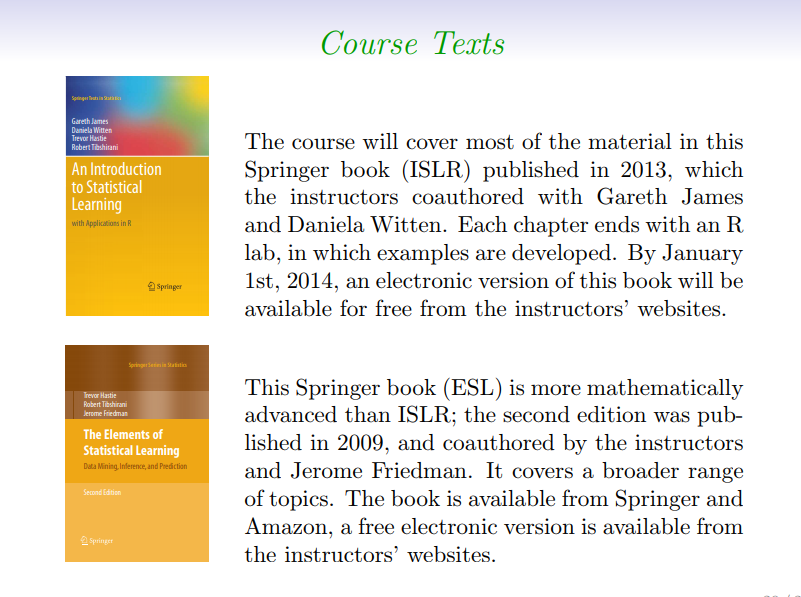 Course Texts
Springer Texts in Statistics
Gareth James
Daniela Witten
Trevor Hastie
Robert Tibshirani
An Introduction
to Statistical
Learning
with Applications in R
Springer
The course will cover most of the material in this
Springer book (ISLR) published in 2013, which
the instructors coauthored with Gareth James
and Daniela Witten. Each chapter ends with an R
lab, in which examples are developed. By January
1st, 2014, an electronic version of this book will be
available for free from the instructors' websites.
Springer Series in Statistics
Trevor Hastie
Robert Tibshirani
Jerome Friedman
The Elements of
Statistical Learning
Data Mining, Inference, and Prediction
Second Edition
Springer
This Springer book (ESL) is more mathematically
advanced than ISLR; the second edition was pub-
lished in 2009, and coauthored by the instructors
and Jerome Friedman. It covers a broader range
of topics. The book is available from Springer and
Amazon, a free electronic version is available from
the instructors' websites.